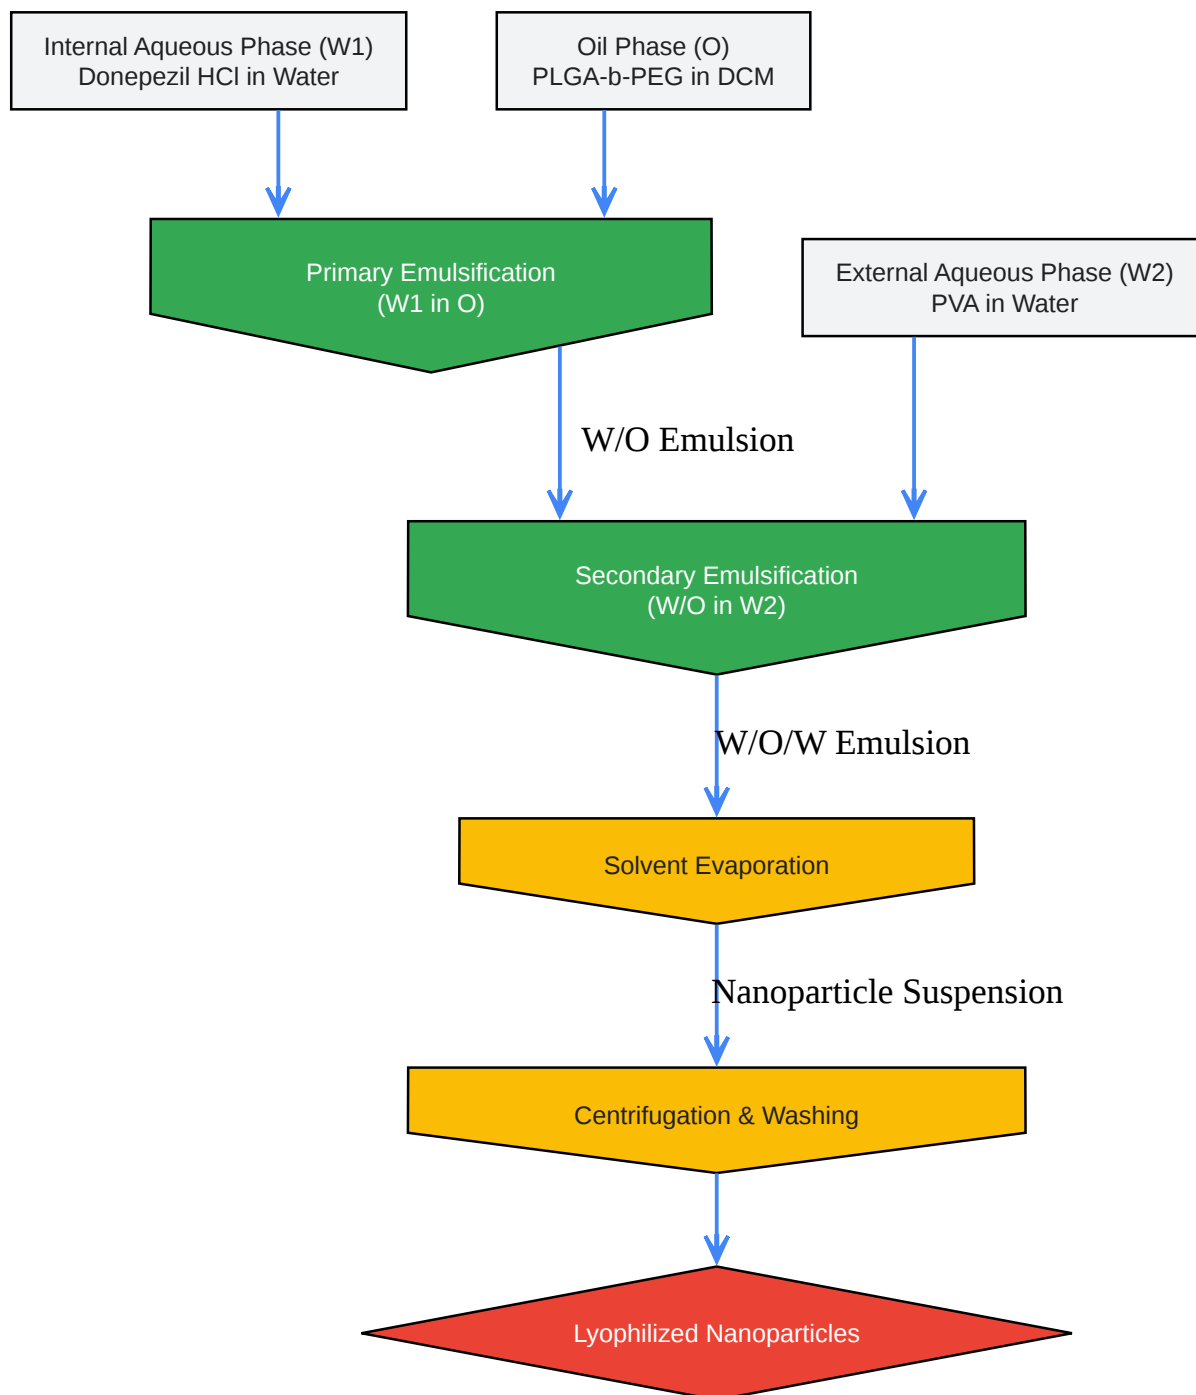 Internal Aqueous Phase (W1)
Donepezil HCl in Water
Oil Phase (O)
PLGA-b-PEG in DCM
Primary Emulsification
(W1 in O)
External Aqueous Phase (W2)
PVA in Water
W/O Emulsion
Secondary Emulsification
(W/O in W2)
W/O/W Emulsion
Solvent Evaporation
Nanoparticle Suspension
Centrifugation & Washing
Lyophilized Nanoparticles